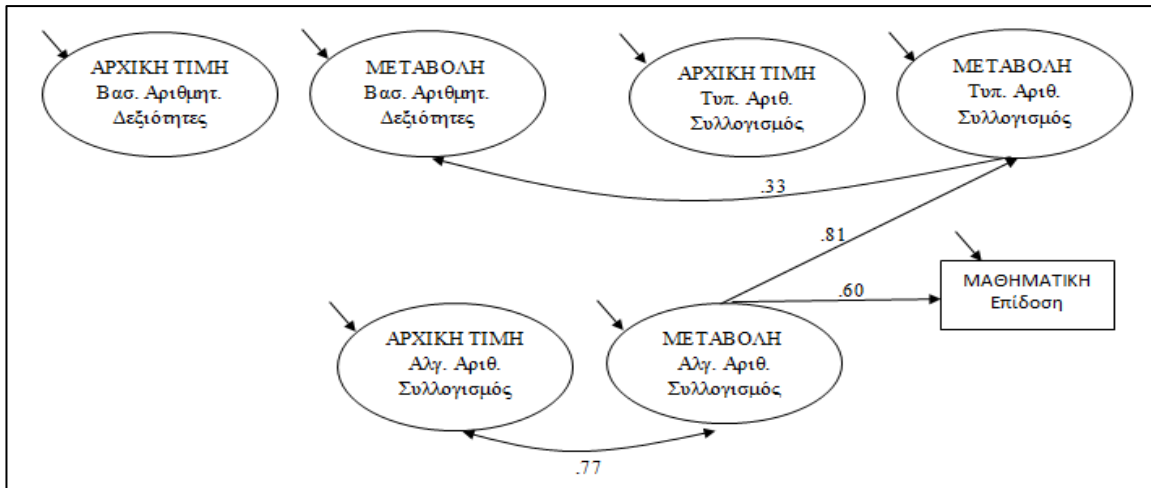 ΑΡΧΙΚΗ ΤΙΜΗ
Βασ. Αριθμητ.
Δεξιότητες
ΜΕΤΑΒΟΛΗ
Βασ. Αριθμητ.
Δεξιότητες
ΑΡΧΙΚΗ ΤΙΜΗ
Τυπ. Αριθ.
Συλλογισμός
ΜΕΤΑΒΟΛΗ
Τυπ. Αριθ.
Συλλογισμός
.33
.81
.60
ΜΑΘΗΜΑΤΙΚΗ
Επίδοση
ΑΡΧΙΚΗ ΤΙΜΗ
Αλγ. Αριθ.
Συλλογισμός
ΜΕΤΑΒΟΛΗ
Αλγ. Αριθ.
Συλλογισμός
.77